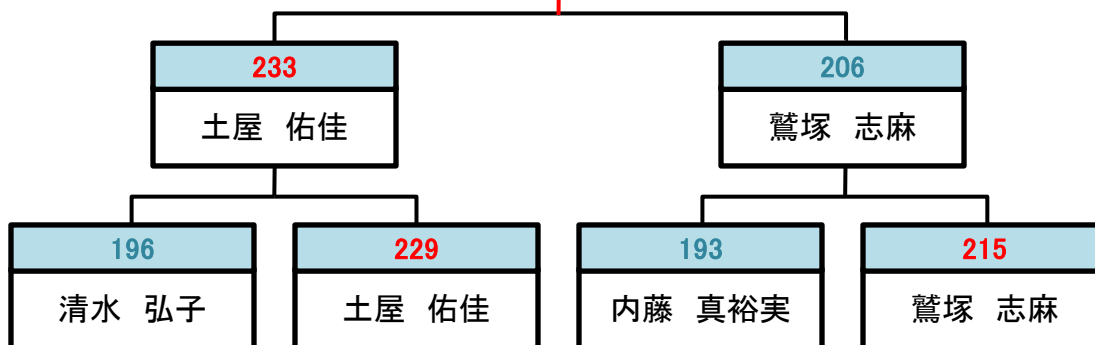 233
206
土屋　佑佳
鷲塚　志麻
196
229
193
215
清水　弘子
土屋　佑佳
内藤　真裕実
鷲塚　志麻